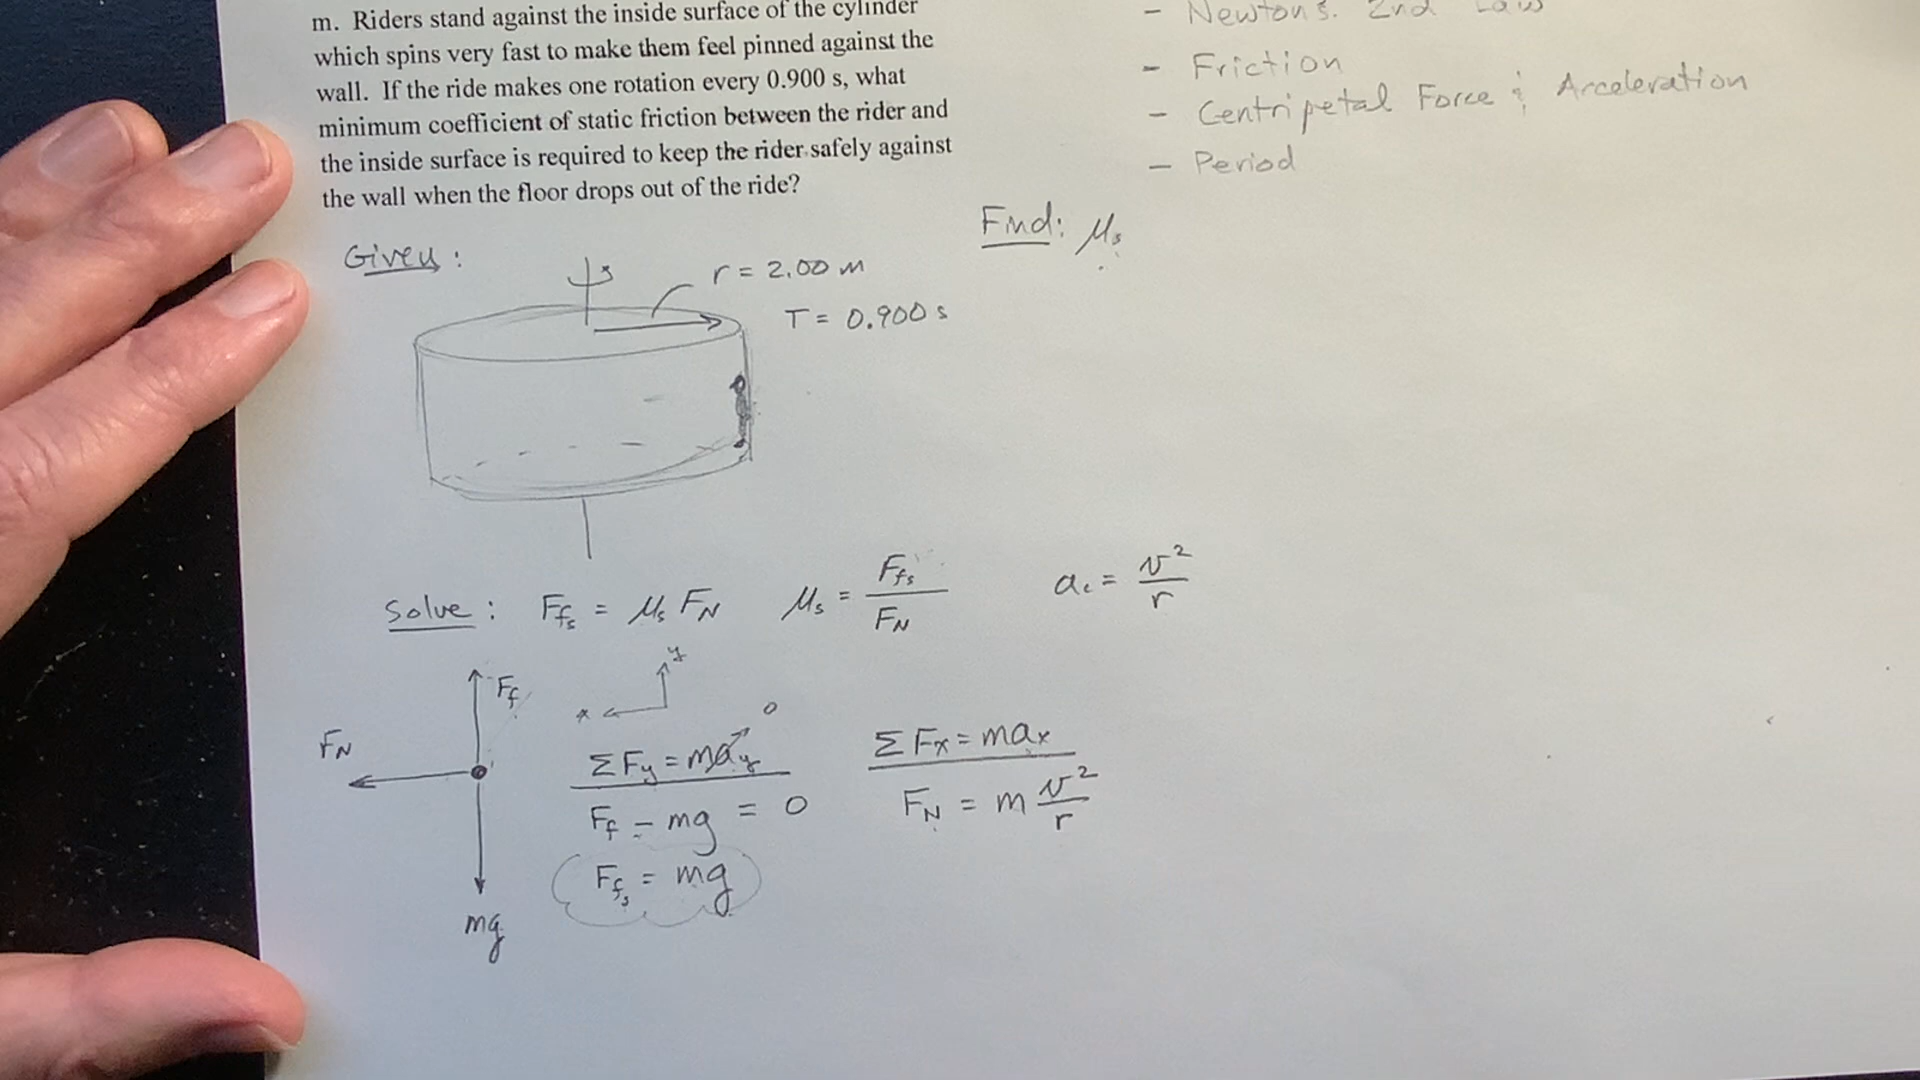 m. Riders stand against the inside surface of the cylinder
which spins very fast to make them feel pinned against the
wall. If the ride makes one rotation every 0.900 s, what
minimum coefficient of static friction between the rider and
the inside surface is required to keep the rider safely against
the wall when the floor drops out of the ride?
- Newton's. 2nd Law
- Friction
- Centripetal Force & Acceleration
- Period
Given:
Find: μs
r = 2.00 m
T = 0.900 s
Solve: Ffs = μs FN μs = Ffs / FN ac = v² / r
Ff
FN
mg
y
x
ΣFy = may 0
Ff - mg = 0
Ffs = mg
ΣFx = max
FN = m v² / r